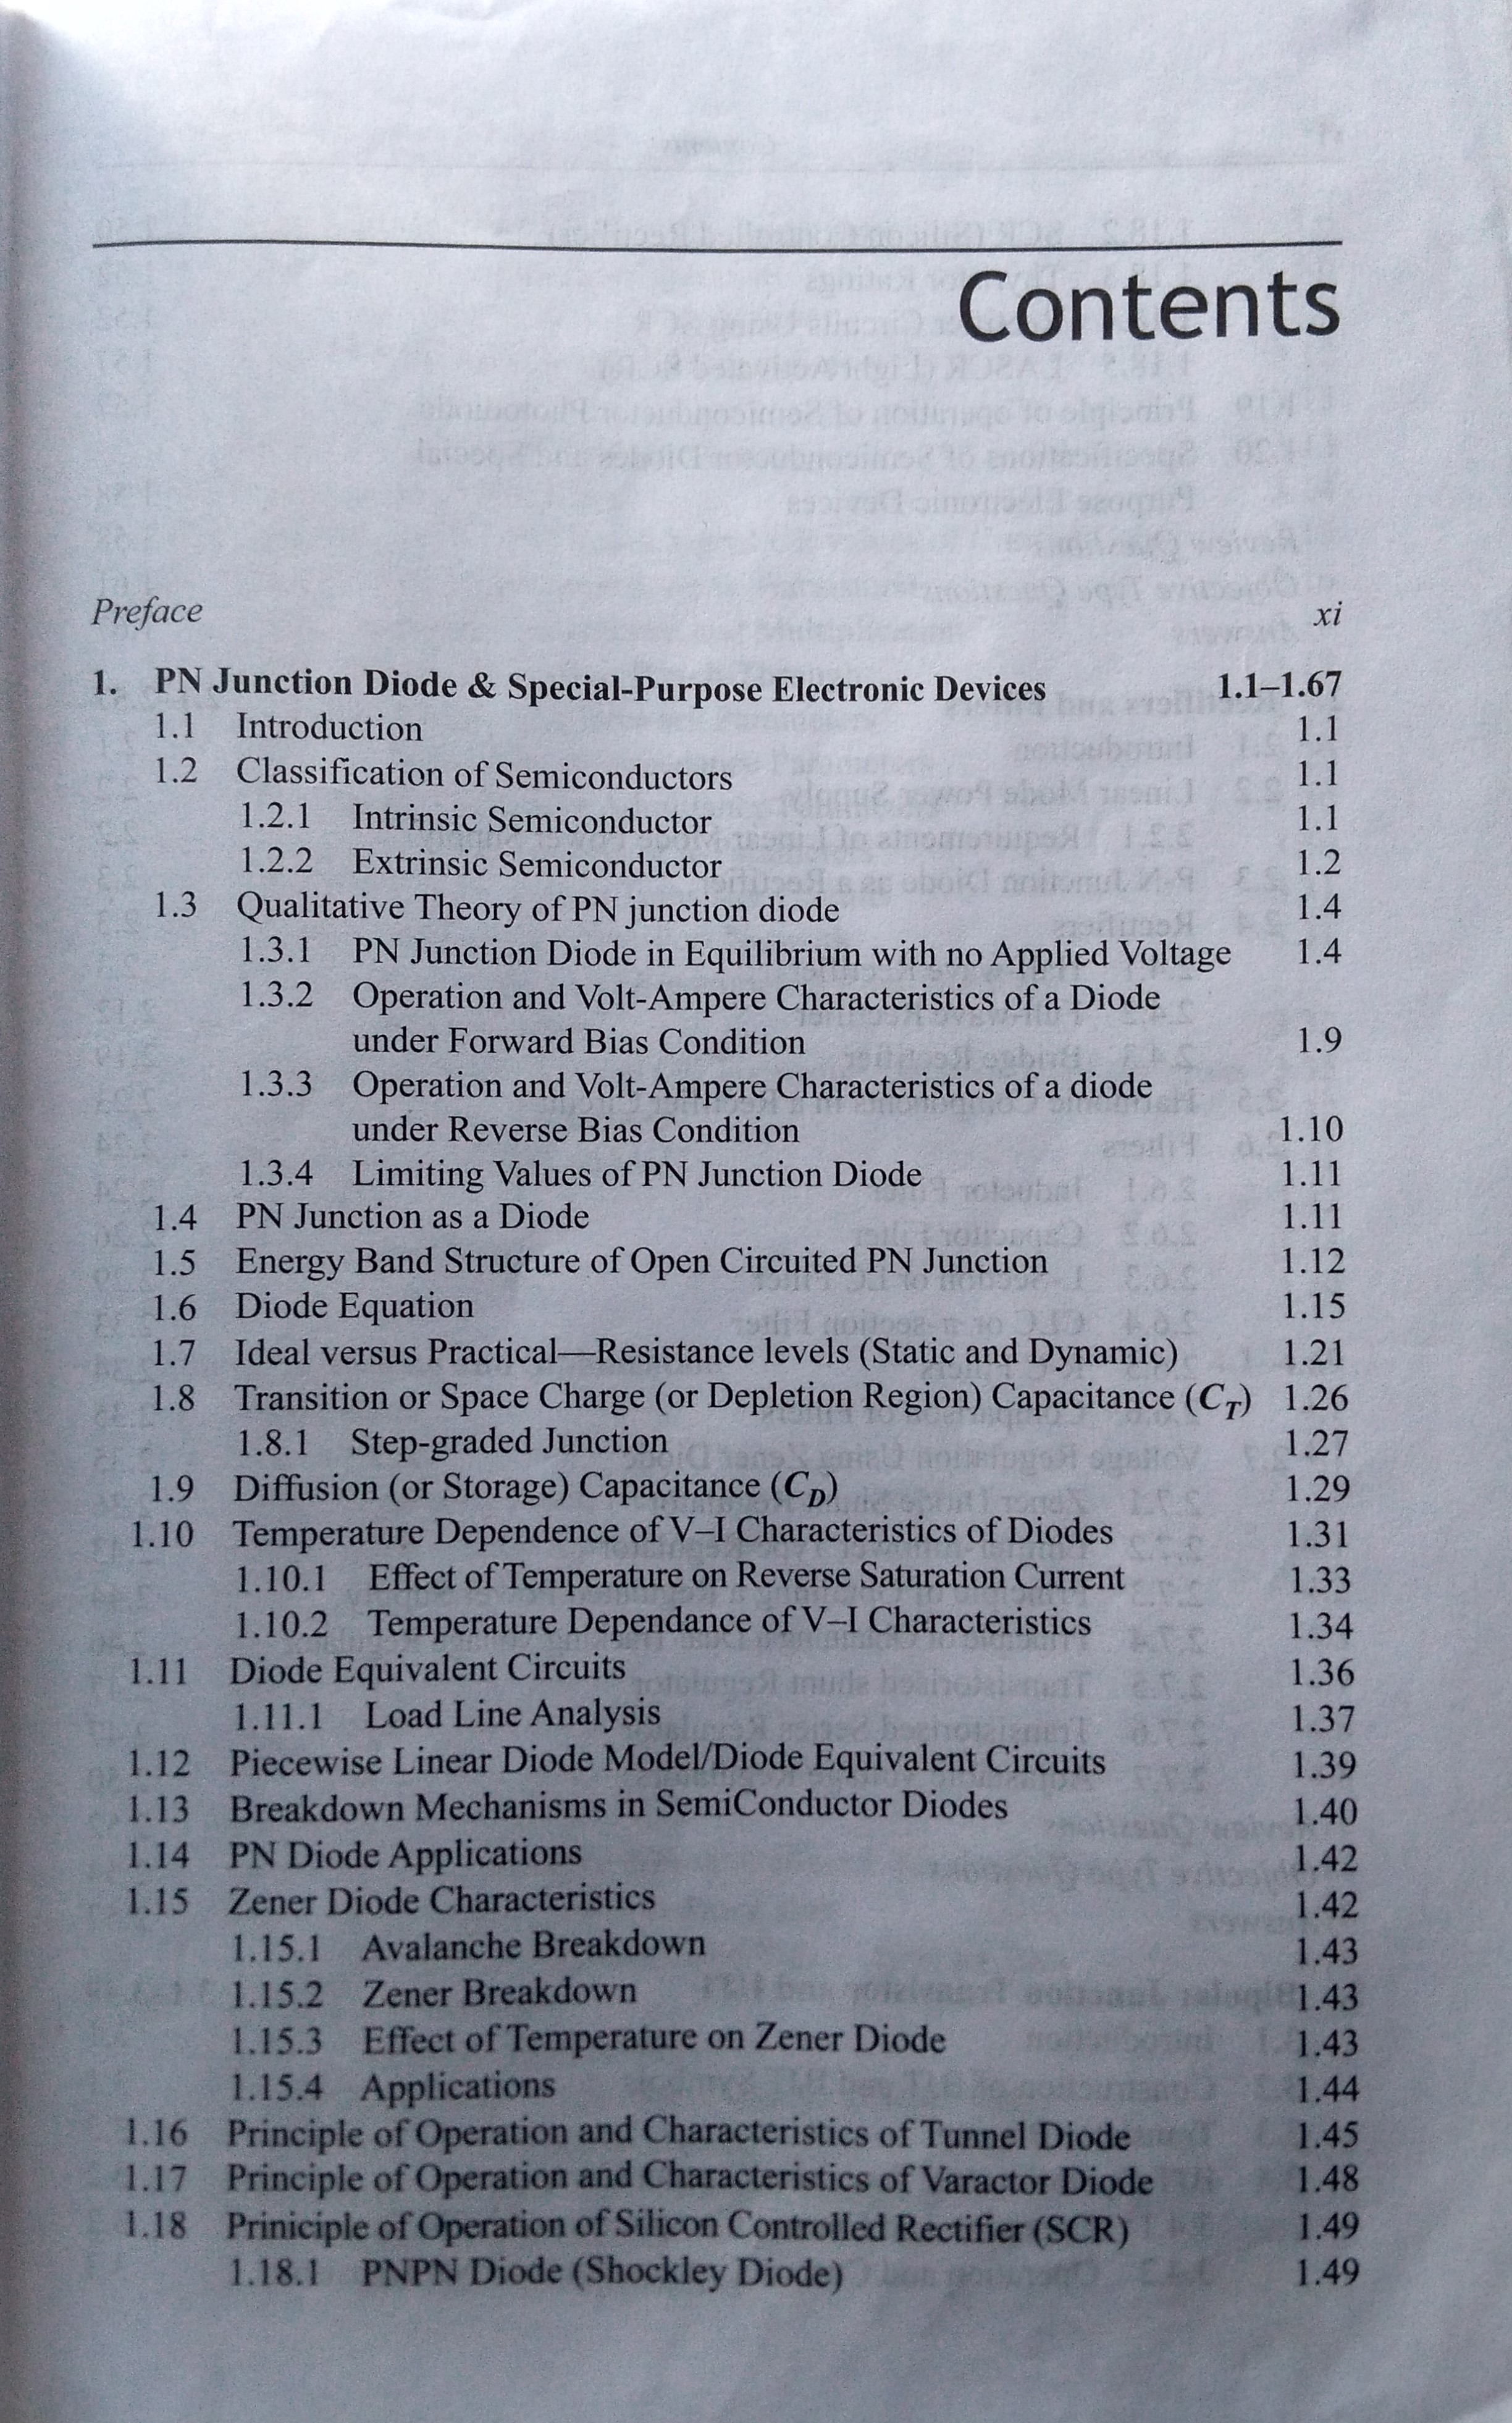 Contents
Preface xi
1. PN Junction Diode & Special-Purpose Electronic Devices 1.1–1.67
1.1 Introduction 1.1
1.2 Classification of Semiconductors 1.1
1.2.1 Intrinsic Semiconductor 1.1
1.2.2 Extrinsic Semiconductor 1.2
1.3 Qualitative Theory of PN junction diode 1.4
1.3.1 PN Junction Diode in Equilibrium with no Applied Voltage 1.4
1.3.2 Operation and Volt-Ampere Characteristics of a Diode
under Forward Bias Condition 1.9
1.3.3 Operation and Volt-Ampere Characteristics of a diode
under Reverse Bias Condition 1.10
1.3.4 Limiting Values of PN Junction Diode 1.11
1.4 PN Junction as a Diode 1.11
1.5 Energy Band Structure of Open Circuited PN Junction 1.12
1.6 Diode Equation 1.15
1.7 Ideal versus Practical—Resistance levels (Static and Dynamic) 1.21
1.8 Transition or Space Charge (or Depletion Region) Capacitance (C_T) 1.26
1.8.1 Step-graded Junction 1.27
1.9 Diffusion (or Storage) Capacitance (C_D) 1.29
1.10 Temperature Dependence of V–I Characteristics of Diodes 1.31
1.10.1 Effect of Temperature on Reverse Saturation Current 1.33
1.10.2 Temperature Dependance of V–I Characteristics 1.34
1.11 Diode Equivalent Circuits 1.36
1.11.1 Load Line Analysis 1.37
1.12 Piecewise Linear Diode Model/Diode Equivalent Circuits 1.39
1.13 Breakdown Mechanisms in SemiConductor Diodes 1.40
1.14 PN Diode Applications 1.42
1.15 Zener Diode Characteristics 1.42
1.15.1 Avalanche Breakdown 1.43
1.15.2 Zener Breakdown 1.43
1.15.3 Effect of Temperature on Zener Diode 1.43
1.15.4 Applications 1.44
1.16 Principle of Operation and Characteristics of Tunnel Diode 1.45
1.17 Principle of Operation and Characteristics of Varactor Diode 1.48
1.18 Priniciple of Operation of Silicon Controlled Rectifier (SCR) 1.49
1.18.1 PNPN Diode (Shockley Diode) 1.49